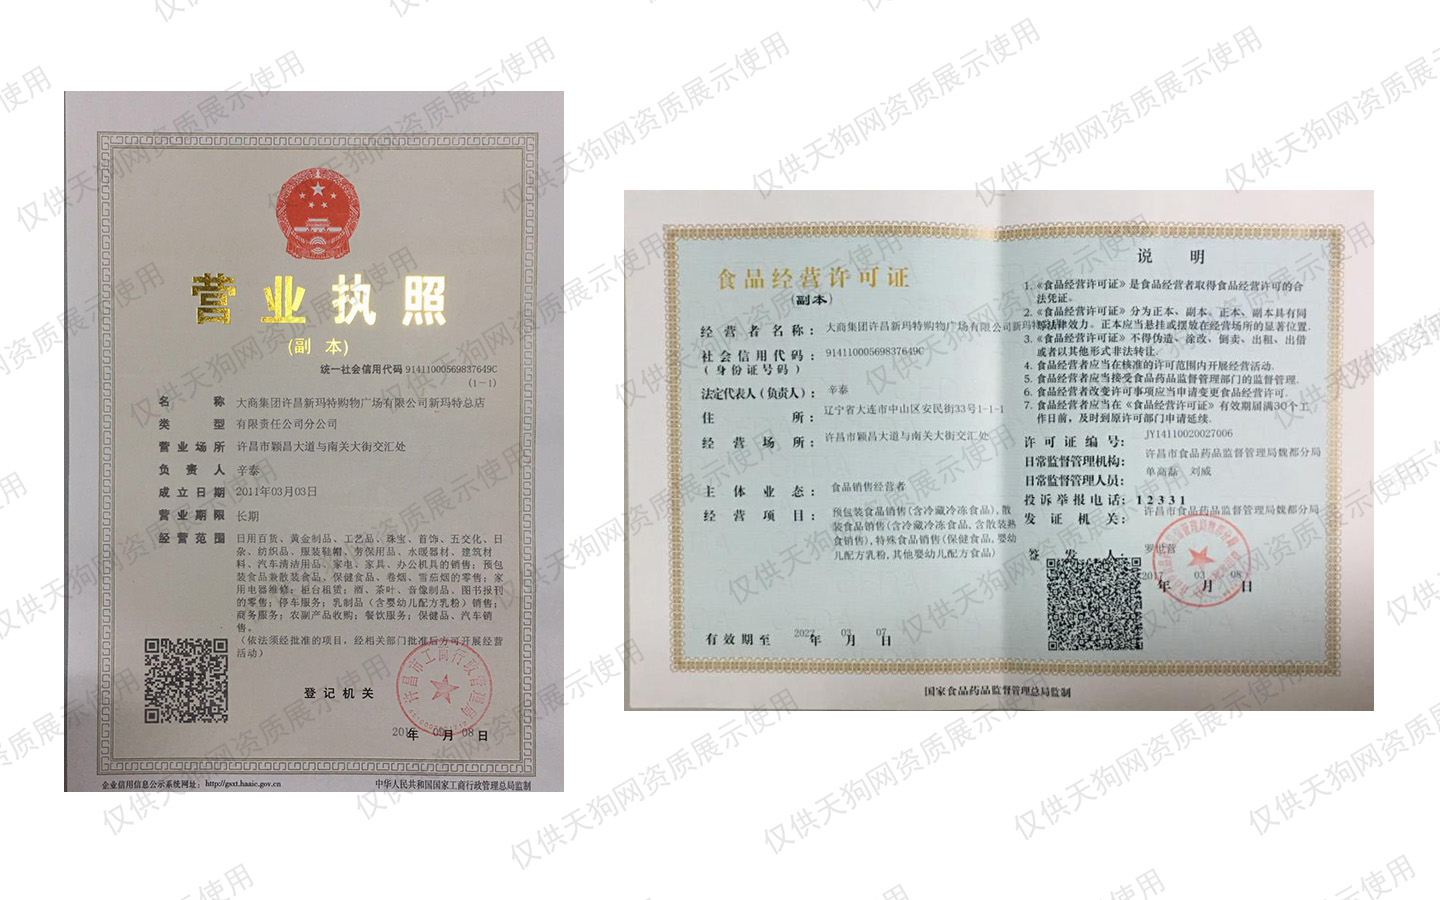 营业执照
(副 本)
统一社会信用代码 91411000569837649C
(1-1)
名 称 大商集团许昌新玛特购物广场有限公司新玛特总店
类 型 有限责任公司分公司
营业场所 许昌市颖昌大道与南关大街交汇处
负 责 人 辛泰
成立日期 2011年03月03日
营业期限 长期
经营范围 日用百货、黄金制品、工艺品、珠宝、首饰、五交化、日
杂、纺织品、服装鞋帽、劳保用品、水暖器材、建筑材
料、汽车清洁用品、家电、家具、办公机具的销售；预包
装食品兼散装食品、保健食品、卷烟、雪茄烟的零售；家
用电器维修；柜台租赁；酒、茶叶、音像制品、图书报刊
的零售；停车服务；乳制品（含婴幼儿配方乳粉）销售；
商务服务；农副产品收购；餐饮服务；保健品、汽车销
售。
（依法须经批准的项目，经相关部门批准后方可开展经营
活动）
登记机关
许昌市工商行政管理局
年 月 08日
企业信用信息公示系统网址：http://gsxt.haaic.gov.cn
中华人民共和国国家工商行政管理总局监制
食品经营许可证
(副本)
经营者名称： 大商集团许昌新玛特购物广场有限公司新玛特
社会信用代码： 91411000569837649C
(身份证号码)
法定代表人(负责人)： 辛泰
住 所： 辽宁省大连市中山区安民街33号1-1-1
经营场所： 许昌市颖昌大道与南关大街交汇处
主体业态： 食品销售经营者
经营项目： 预包装食品销售(含冷藏冷冻食品),散
装食品销售(含冷藏冷冻食品,含散装熟
食销售),特殊食品销售(保健食品,婴幼
儿配方乳粉,其他婴幼儿配方食品)
有效期至 2022年 03月 07日
说 明
1. 《食品经营许可证》是食品经营者取得食品经营许可的合
法凭证。
2. 《食品经营许可证》分为正本、副本。正本、副本具有同
等法律效力。正本应当悬挂或摆放在经营场所的显著位置.
3. 《食品经营许可证》不得伪造、涂改、倒卖、出租、出借
或者以其他形式非法转让.
4. 食品经营者应当在核准的许可范围内开展经营活动.
5. 食品经营者应当接受食品药品监督管理部门的监督管理.
6. 食品经营者改变许可事项应当申请变更食品经营许可.
7. 食品经营者应当在《食品经营许可证》有效期届满30个工
作日前，及时到原许可部门申请延续.
许可证编号： JY14110020027006
日常监督管理机构： 许昌市食品药品监督管理局魏都分局
日常监督管理人员： 单商磊 刘威
投诉举报电话：12331
发证机关： 许昌市食品药品监督管理局魏都分局
签 发 人：
2017年 03月 08日
国家食品药品监督管理总局监制
仅供天狗网资质展示使用